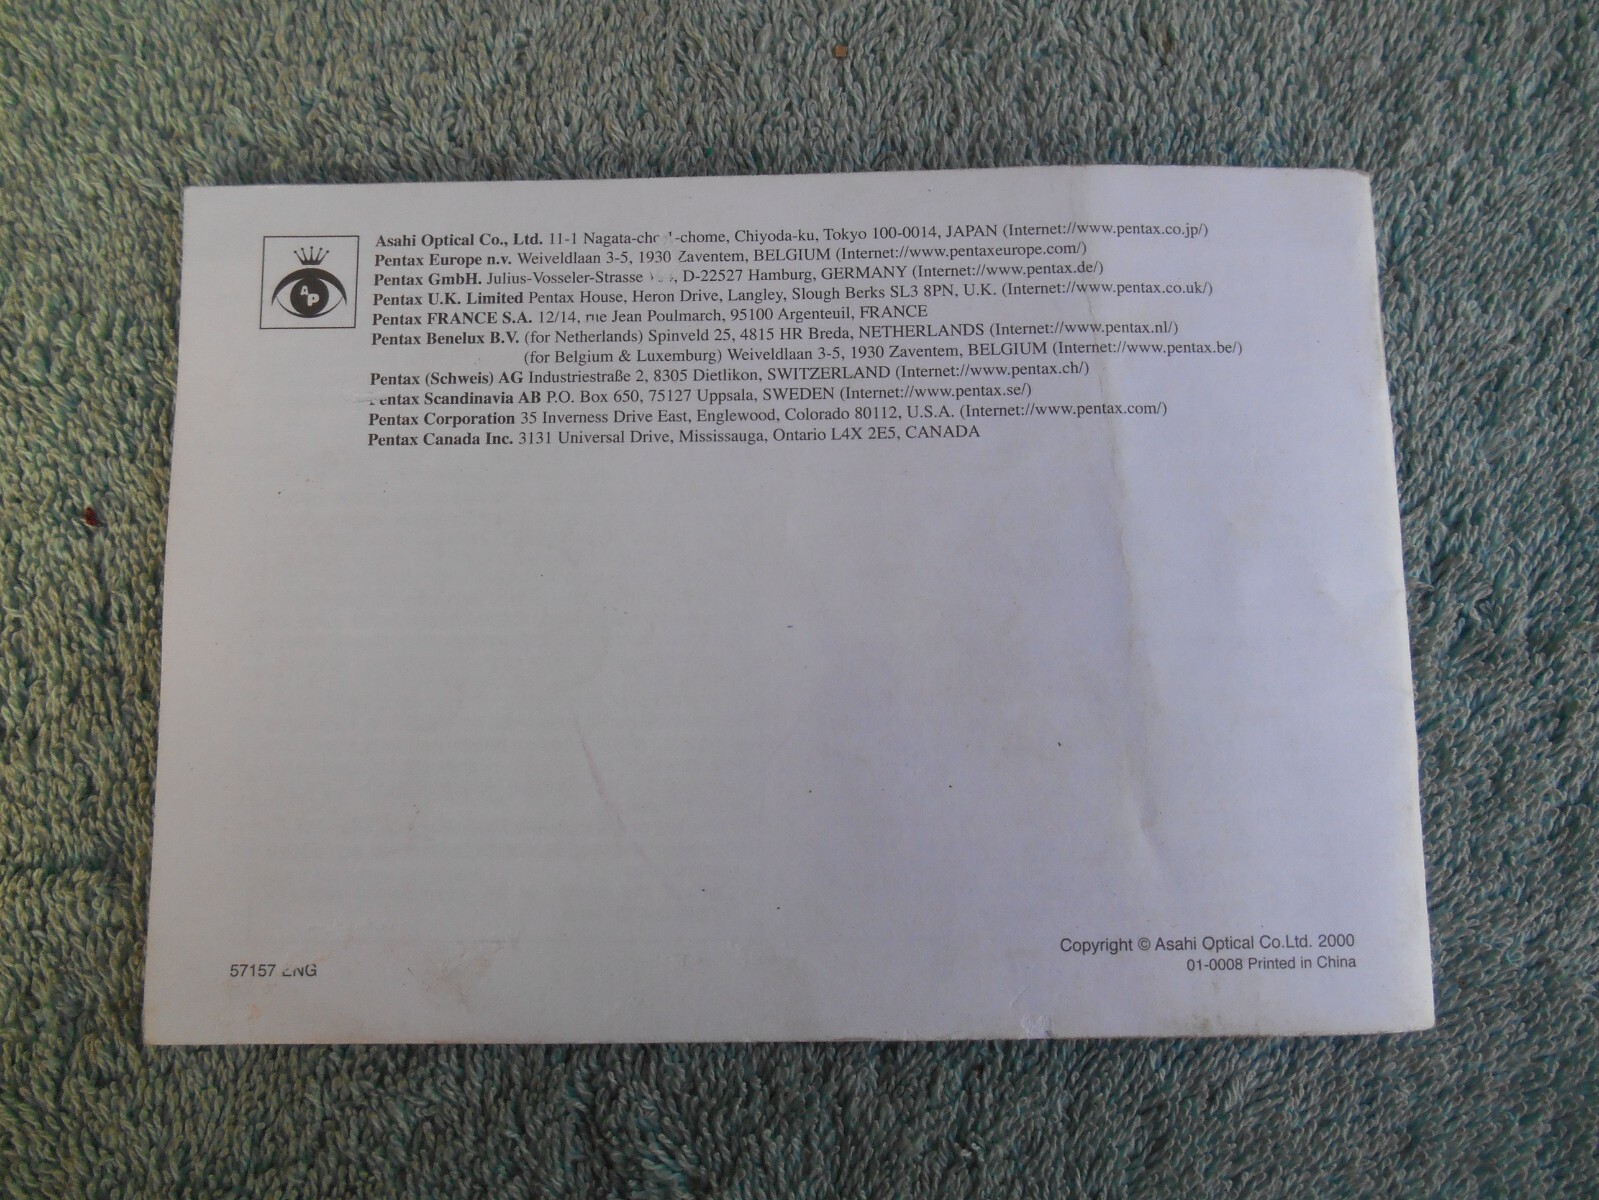 AP
Asahi Optical Co., Ltd. 11-1 Nagata-cho -chome, Chiyoda-ku, Tokyo 100-0014, JAPAN (Internet://www.pentax.co.jp/)
Pentax Europe n.v. Weiveldlaan 3-5, 1930 Zaventem, BELGIUM (Internet://www.pentaxeurope.com/)
Pentax GmbH. Julius-Vosseler-Strasse , D-22527 Hamburg, GERMANY (Internet://www.pentax.de/)
Pentax U.K. Limited Pentax House, Heron Drive, Langley, Slough Berks SL3 8PN, U.K. (Internet://www.pentax.co.uk/)
Pentax FRANCE S.A. 12/14, rue Jean Poulmarch, 95100 Argenteuil, FRANCE
Pentax Benelux B.V. (for Netherlands) Spinveld 25, 4815 HR Breda, NETHERLANDS (Internet://www.pentax.nl/)
(for Belgium & Luxemburg) Weiveldlaan 3-5, 1930 Zaventem, BELGIUM (Internet://www.pentax.be/)
Pentax (Schweis) AG Industriestraße 2, 8305 Dietlikon, SWITZERLAND (Internet://www.pentax.ch/)
Pentax Scandinavia AB P.O. Box 650, 75127 Uppsala, SWEDEN (Internet://www.pentax.se/)
Pentax Corporation 35 Inverness Drive East, Englewood, Colorado 80112, U.S.A. (Internet://www.pentax.com/)
Pentax Canada Inc. 3131 Universal Drive, Mississauga, Ontario L4X 2E5, CANADA
57157 ENG
Copyright © Asahi Optical Co.Ltd. 2000
01-0008 Printed in China